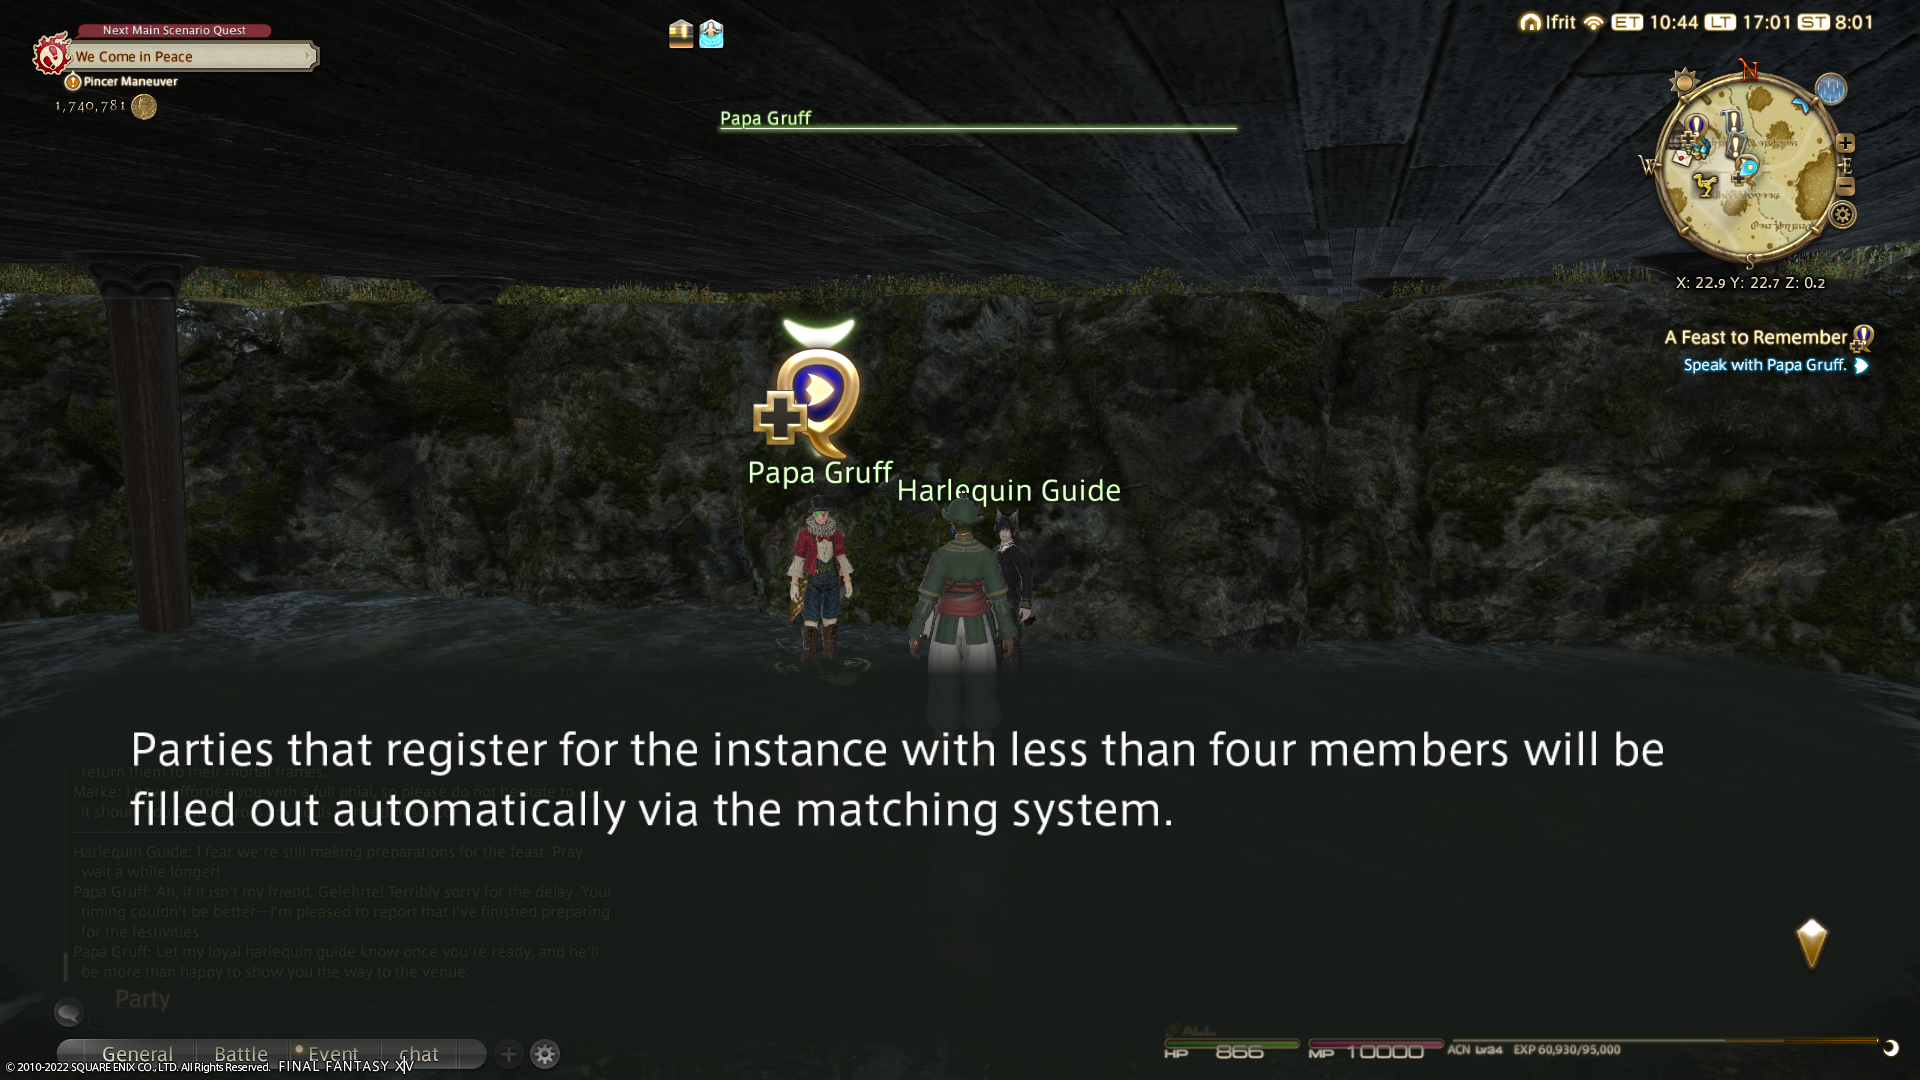 Next Main Scenario Quest
We Come in Peace
Pincer Maneuver
1,740,781
Ifrit ET 10:44 LT 17:01 ST 8:01
Papa Gruff
N
W
E
S
X: 22.9 Y: 22.7 Z: 0.2
A Feast to Remember
Speak with Papa Gruff.
Papa Gruff
Harlequin Guide
Parties that register for the instance with less than four members will be
filled out automatically via the matching system.
return them to their mortal frames.
Harlequin Guide: I fear we're still making preparations for the feast. Pray
wait a while longer!
Papa Gruff: Ah, if it isn't my friend, Gelehrte! Terribly sorry for the delay. Your
timing couldn't be better—I'm pleased to report that I've finished preparing
for the festivities.
Papa Gruff: Let my loyal harlequin guide know once you're ready, and he'll
be more than happy to show you the way to the venue.
Party
General Battle Event chat
ALL
HP 866 MP 10000 ACN Lv34 EXP 60,930/95,000
© 2010-2022 SQUARE ENIX CO., LTD. All Rights Reserved. FINAL FANTASY XIV